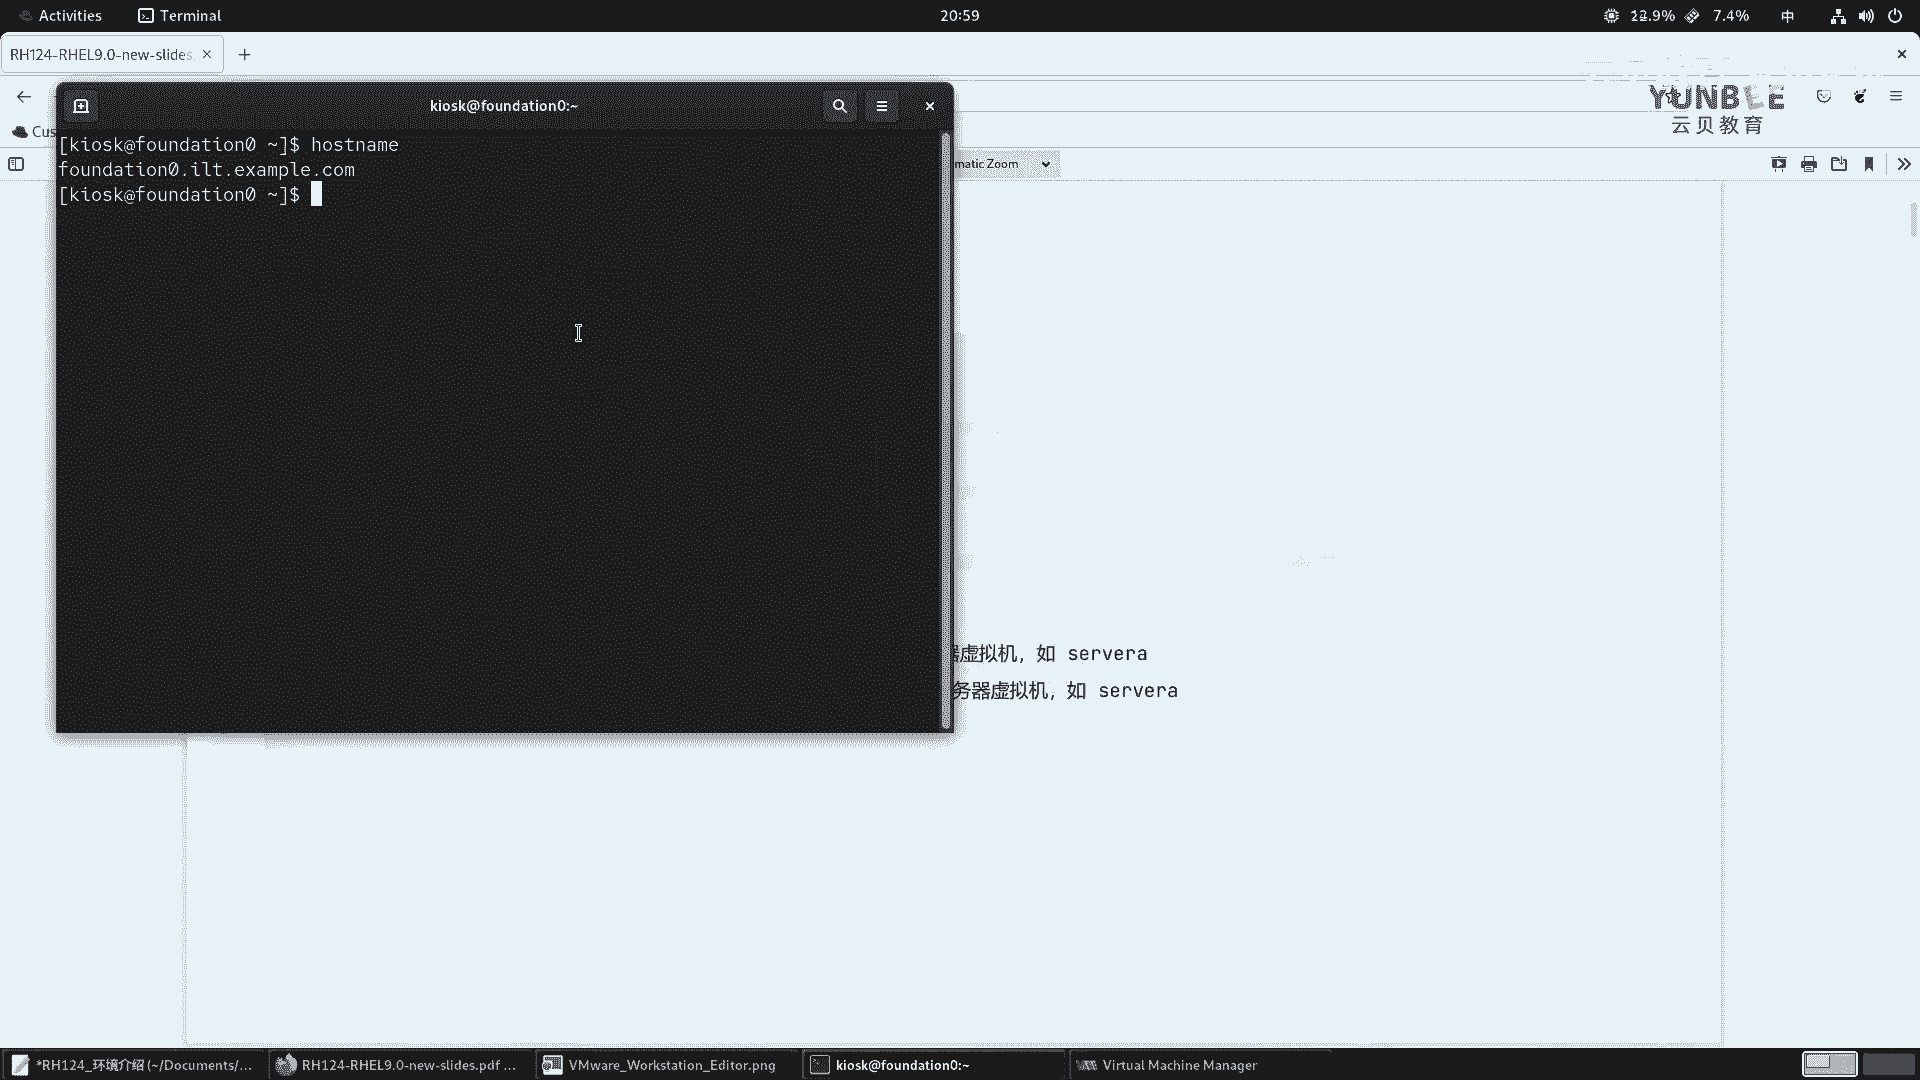 Activities
Terminal
20:59
7.4%
中
RH124-RHEL9.0-new-slides
YUNBEE
云贝教育
Cus
kiosk@foundation0:~
[kiosk@foundation0 ~]$ hostname
foundation0.ilt.example.com
[kiosk@foundation0 ~]$
matic Zoom
虚拟机，如 servera
务器虚拟机，如 servera
*RH124_环境介绍 (~/Documents/...
RH124-RHEL9.0-new-slides.pdf ...
VMware_Workstation_Editor.png
kiosk@foundation0:~
Virtual Machine Manager